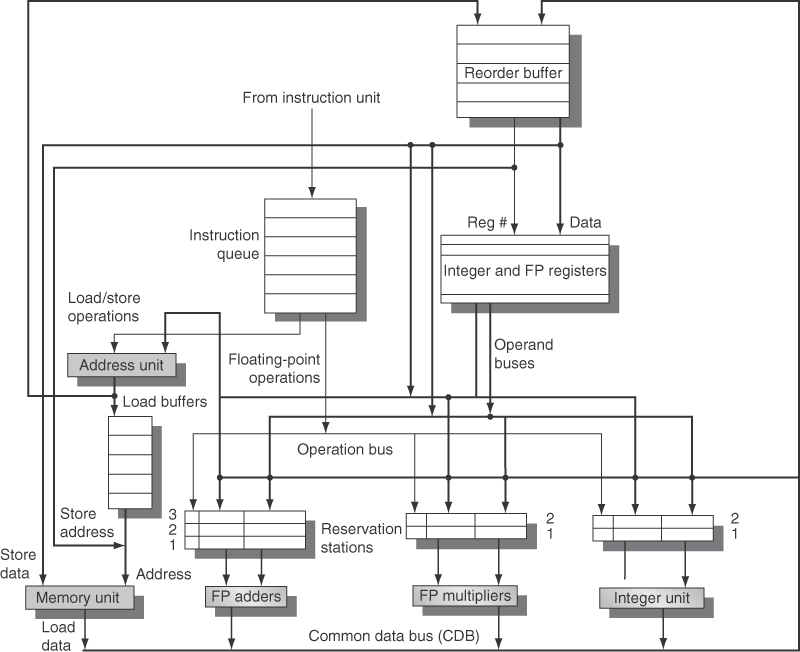 Reorder buffer
From instruction unit
Reg #
Data
Instruction
queue
Integer and FP registers
Load/store
operations
Operand
buses
Floating-point
operations
Address unit
Load buffers
Operation bus
Store
address
3
2
1
Reservation
stations
2
1
2
1
Store
data
Address
Memory unit
FP adders
FP multipliers
Integer unit
Load
data
Common data bus (CDB)